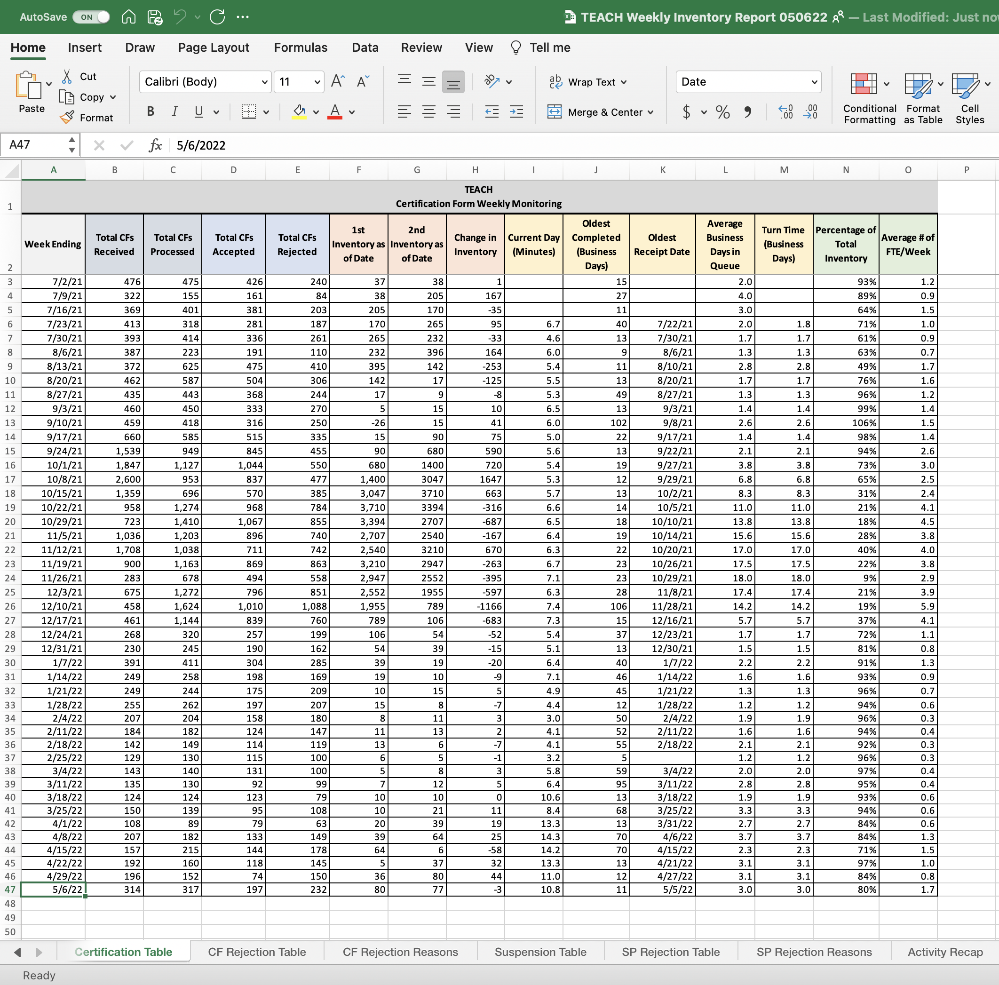 AutoSave ON TEACH Weekly Inventory Report 050622 — Last Modified: Just no
Home Insert Draw Page Layout Formulas Data Review View Tell me
Paste Cut Copy Format
Calibri (Body) 11
B I U A
ab Wrap Text
Merge & Center
Date
$ % 9
Conditional Formatting
Format as Table
Cell Styles
A47 fx 5/6/2022
A B C D E F G H I J K L M N O P
1 TEACH
Certification Form Weekly Monitoring
2 Week Ending Total CFs Received Total CFs Processed Total CFs Accepted Total CFs Rejected 1st Inventory as of Date 2nd Inventory as of Date Change in Inventory Current Day (Minutes) Oldest Completed (Business Days) Oldest Receipt Date Average Business Days in Queue Turn Time (Business Days) Percentage of Total Inventory Average # of FTE/Week
3 7/2/21 476 475 426 240 37 38 1 15 2.0 93% 1.2
4 7/9/21 322 155 161 84 38 205 167 27 4.0 89% 0.9
5 7/16/21 369 401 381 203 205 170 -35 11 3.0 64% 1.5
6 7/23/21 413 318 281 187 170 265 95 6.7 40 7/22/21 2.0 1.8 71% 1.0
7 7/30/21 393 414 336 261 265 232 -33 4.6 13 7/30/21 1.7 1.7 61% 0.9
8 8/6/21 387 223 191 110 232 396 164 6.0 9 8/6/21 1.3 1.3 63% 0.7
9 8/13/21 372 625 475 410 395 142 -253 5.4 11 8/10/21 2.8 2.8 49% 1.7
10 8/20/21 462 587 504 306 142 17 -125 5.5 13 8/20/21 1.7 1.7 76% 1.6
11 8/27/21 435 443 368 244 17 9 -8 5.3 49 8/27/21 1.3 1.3 96% 1.2
12 9/3/21 460 450 333 270 5 15 10 6.5 13 9/3/21 1.4 1.4 99% 1.4
13 9/10/21 459 418 316 250 -26 15 41 6.0 102 9/8/21 2.6 2.6 106% 1.5
14 9/17/21 660 585 515 335 15 90 75 5.0 22 9/17/21 1.4 1.4 98% 1.4
15 9/24/21 1,539 949 845 455 90 680 590 5.6 13 9/22/21 2.1 2.1 94% 2.6
16 10/1/21 1,847 1,127 1,044 550 680 1400 720 5.4 19 9/27/21 3.8 3.8 73% 3.0
17 10/8/21 2,600 953 837 477 1,400 3047 1647 5.3 12 9/29/21 6.8 6.8 65% 2.5
18 10/15/21 1,359 696 570 385 3,047 3710 663 5.7 13 10/2/21 8.3 8.3 31% 2.4
19 10/22/21 958 1,274 968 784 3,710 3394 -316 6.6 14 10/5/21 11.0 11.0 21% 4.1
20 10/29/21 723 1,410 1,067 855 3,394 2707 -687 6.5 18 10/10/21 13.8 13.8 18% 4.5
21 11/5/21 1,036 1,203 896 740 2,707 2540 -167 6.4 19 10/14/21 15.6 15.6 28% 3.8
22 11/12/21 1,708 1,038 711 742 2,540 3210 670 6.3 22 10/20/21 17.0 17.0 40% 4.0
23 11/19/21 900 1,163 869 863 3,210 2947 -263 6.7 23 10/26/21 17.5 17.5 22% 3.8
24 11/26/21 283 678 494 558 2,947 2552 -395 7.1 23 10/29/21 18.0 18.0 9% 2.9
25 12/3/21 675 1,272 796 851 2,552 1955 -597 6.3 28 11/8/21 17.4 17.4 21% 3.9
26 12/10/21 458 1,624 1,010 1,088 1,955 789 -1166 7.4 106 11/28/21 14.2 14.2 19% 5.9
27 12/17/21 461 1,144 839 760 789 106 -683 7.3 15 12/16/21 5.7 5.7 37% 4.1
28 12/24/21 268 320 257 199 106 54 -52 5.4 37 12/23/21 1.7 1.7 72% 1.1
29 12/31/21 230 245 190 162 54 39 -15 5.1 13 12/30/21 1.5 1.5 81% 0.8
30 1/7/22 391 411 304 285 39 19 -20 6.4 40 1/7/22 2.2 2.2 91% 1.3
31 1/14/22 249 258 198 169 19 10 -9 7.1 46 1/14/22 1.6 1.6 93% 0.9
32 1/21/22 249 244 175 209 10 15 5 4.9 45 1/21/22 1.3 1.3 96% 0.7
33 1/28/22 255 262 197 207 15 8 -7 4.4 12 1/28/22 1.2 1.2 94% 0.6
34 2/4/22 207 204 158 180 8 11 3 3.0 50 2/4/22 1.9 1.9 96% 0.3
35 2/11/22 184 182 124 147 11 13 2 4.1 52 2/11/22 1.6 1.6 94% 0.4
36 2/18/22 142 149 114 119 13 6 -7 4.1 55 2/18/22 2.1 2.1 92% 0.3
37 2/25/22 129 130 115 100 6 5 -1 3.2 5 1.2 1.2 96% 0.3
38 3/4/22 143 140 131 100 5 8 3 5.8 59 3/4/22 2.0 2.0 97% 0.4
39 3/11/22 135 130 92 99 7 12 5 6.4 95 3/11/22 2.8 2.8 95% 0.4
40 3/18/22 124 124 123 79 10 10 0 10.6 13 3/18/22 1.9 1.9 93% 0.6
41 3/25/22 150 139 95 108 10 21 11 8.4 68 3/25/22 3.3 3.3 94% 0.6
42 4/1/22 108 89 79 63 20 39 19 13.3 13 3/31/22 2.7 2.7 84% 0.6
43 4/8/22 207 182 133 149 39 64 25 14.3 70 4/6/22 3.7 3.7 84% 1.3
44 4/15/22 157 215 144 178 64 6 -58 14.2 70 4/15/22 2.3 2.3 71% 1.5
45 4/22/22 192 160 118 145 5 37 32 13.3 13 4/21/22 3.1 3.1 97% 1.0
46 4/29/22 196 152 74 150 36 80 44 11.0 12 4/27/22 3.1 3.1 84% 0.8
47 5/6/22 314 317 197 232 80 77 -3 10.8 11 5/5/22 3.0 3.0 80% 1.7
48
49
50
Certification Table CF Rejection Table CF Rejection Reasons Suspension Table SP Rejection Table SP Rejection Reasons Activity Recap
Ready